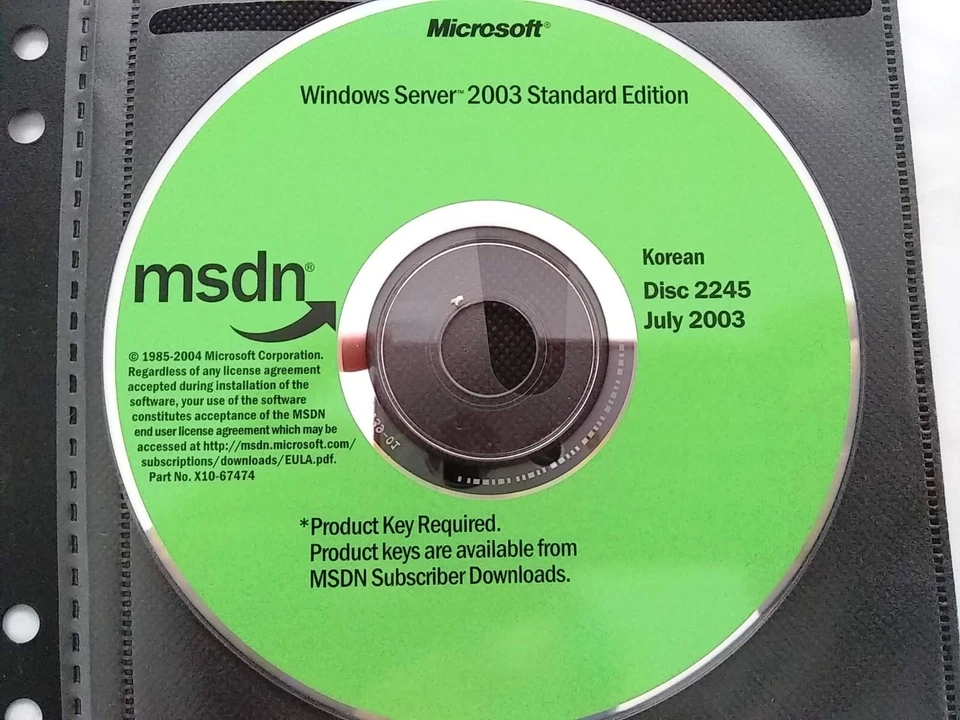 Microsoft®
Windows Server™ 2003 Standard Edition
msdn®
Korean
Disc 2245
July 2003
© 1985-2004 Microsoft Corporation.
Regardless of any license agreement
accepted during installation of the
software, your use of the software
constitutes acceptance of the MSDN
end user license agreement which may be
accessed at http://msdn.microsoft.com/
subscriptions/downloads/EULA.pdf.
Part No. X10-67474
*Product Key Required.
Product keys are available from
MSDN Subscriber Downloads.